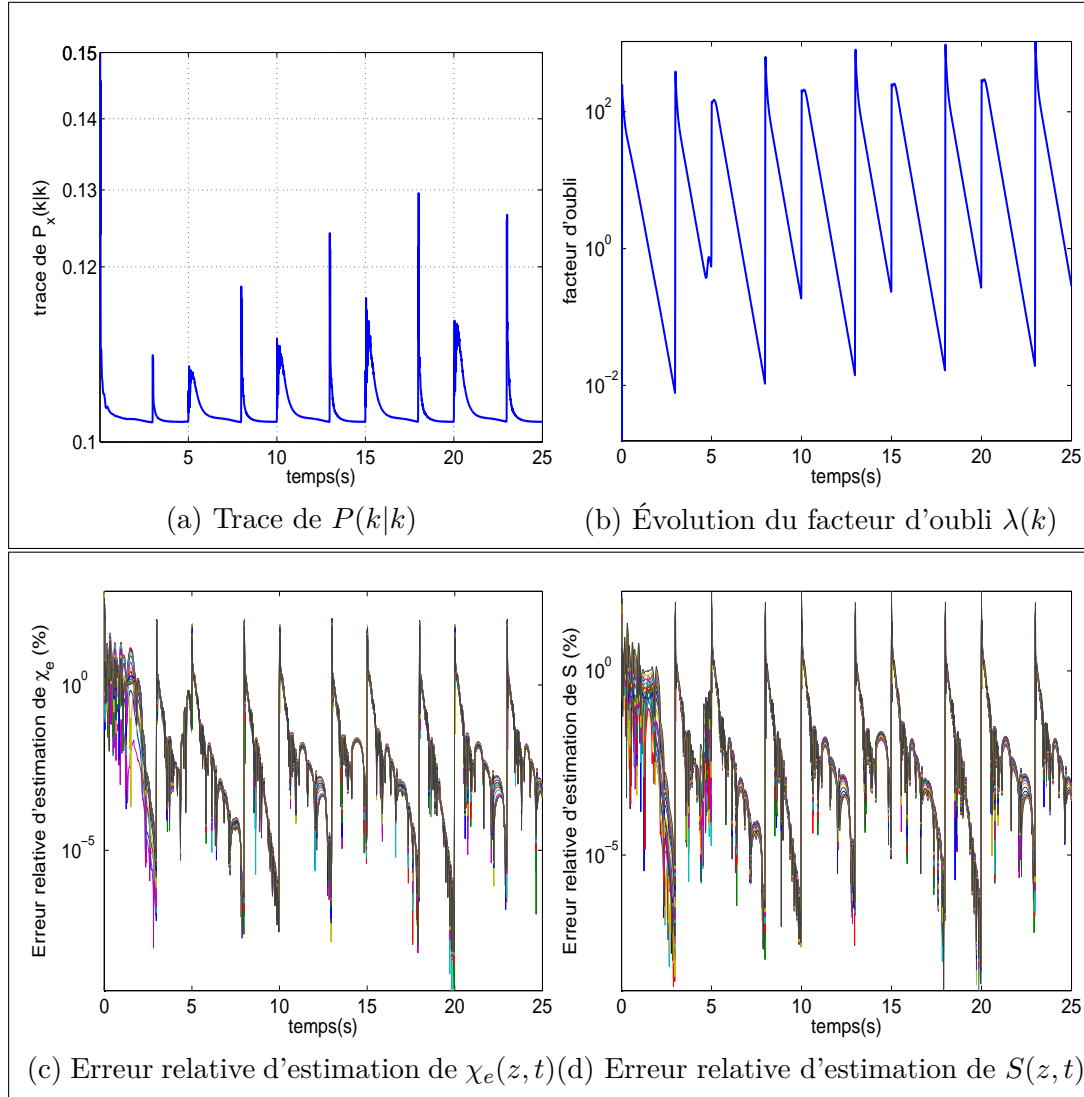 0.15
0.14
0.13
0.12
0.1
trace de P_x(k|k)
5 10 15 20 25
temps(s)
(a) Trace de P(k|k)
10^2
10^0
10^-2
facteur d'oubli
0 5 10 15 20 25
temps(s)
(b) Évolution du facteur d'oubli λ(k)
10^0
10^-5
Erreur relative d'estimation de χ_e (%)
0 5 10 15 20 25
temps(s)
(c) Erreur relative d'estimation de χ_e(z, t)
10^0
10^-5
Erreur relative d'estimation de S (%)
0 5 10 15 20 25
temps(s)
(d) Erreur relative d'estimation de S(z, t)